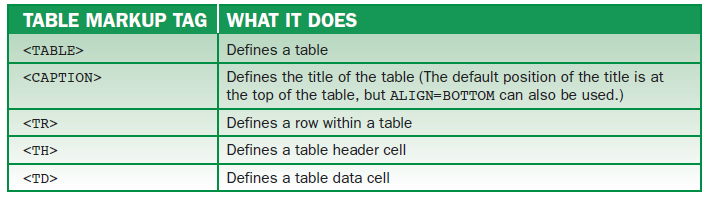 TABLE MARKUP TAG WHAT IT DOES
<TABLE> Defines a table
<CAPTION> Defines the title of the table (The default position of the title is at
the top of the table, but ALIGN=BOTTOM can also be used.)
<TR> Defines a row within a table
<TH> Defines a table header cell
<TD> Defines a table data cell